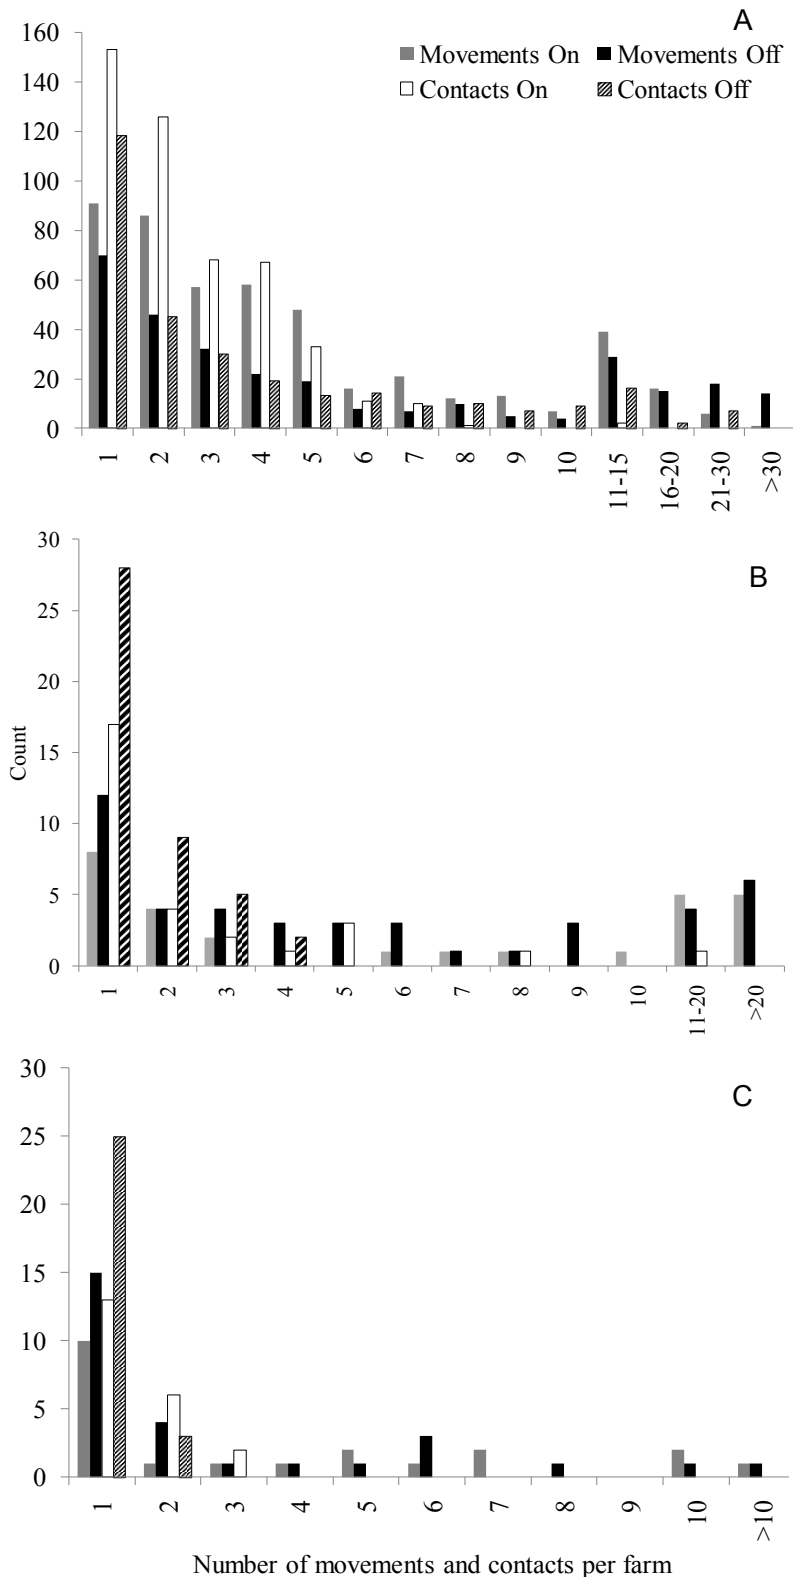 A
160
140
120
100
80
60
40
20
0
Movements On Movements Off
Contacts On Contacts Off
1 2 3 4 5 6 7 8 9 10 11-15 16-20 21-30 >30
B
30
25
20
15
10
5
0
Count
1 2 3 4 5 6 7 8 9 10 11-20 >20
C
30
25
20
15
10
5
0
1 2 3 4 5 6 7 8 9 10 >10
Number of movements and contacts per farm